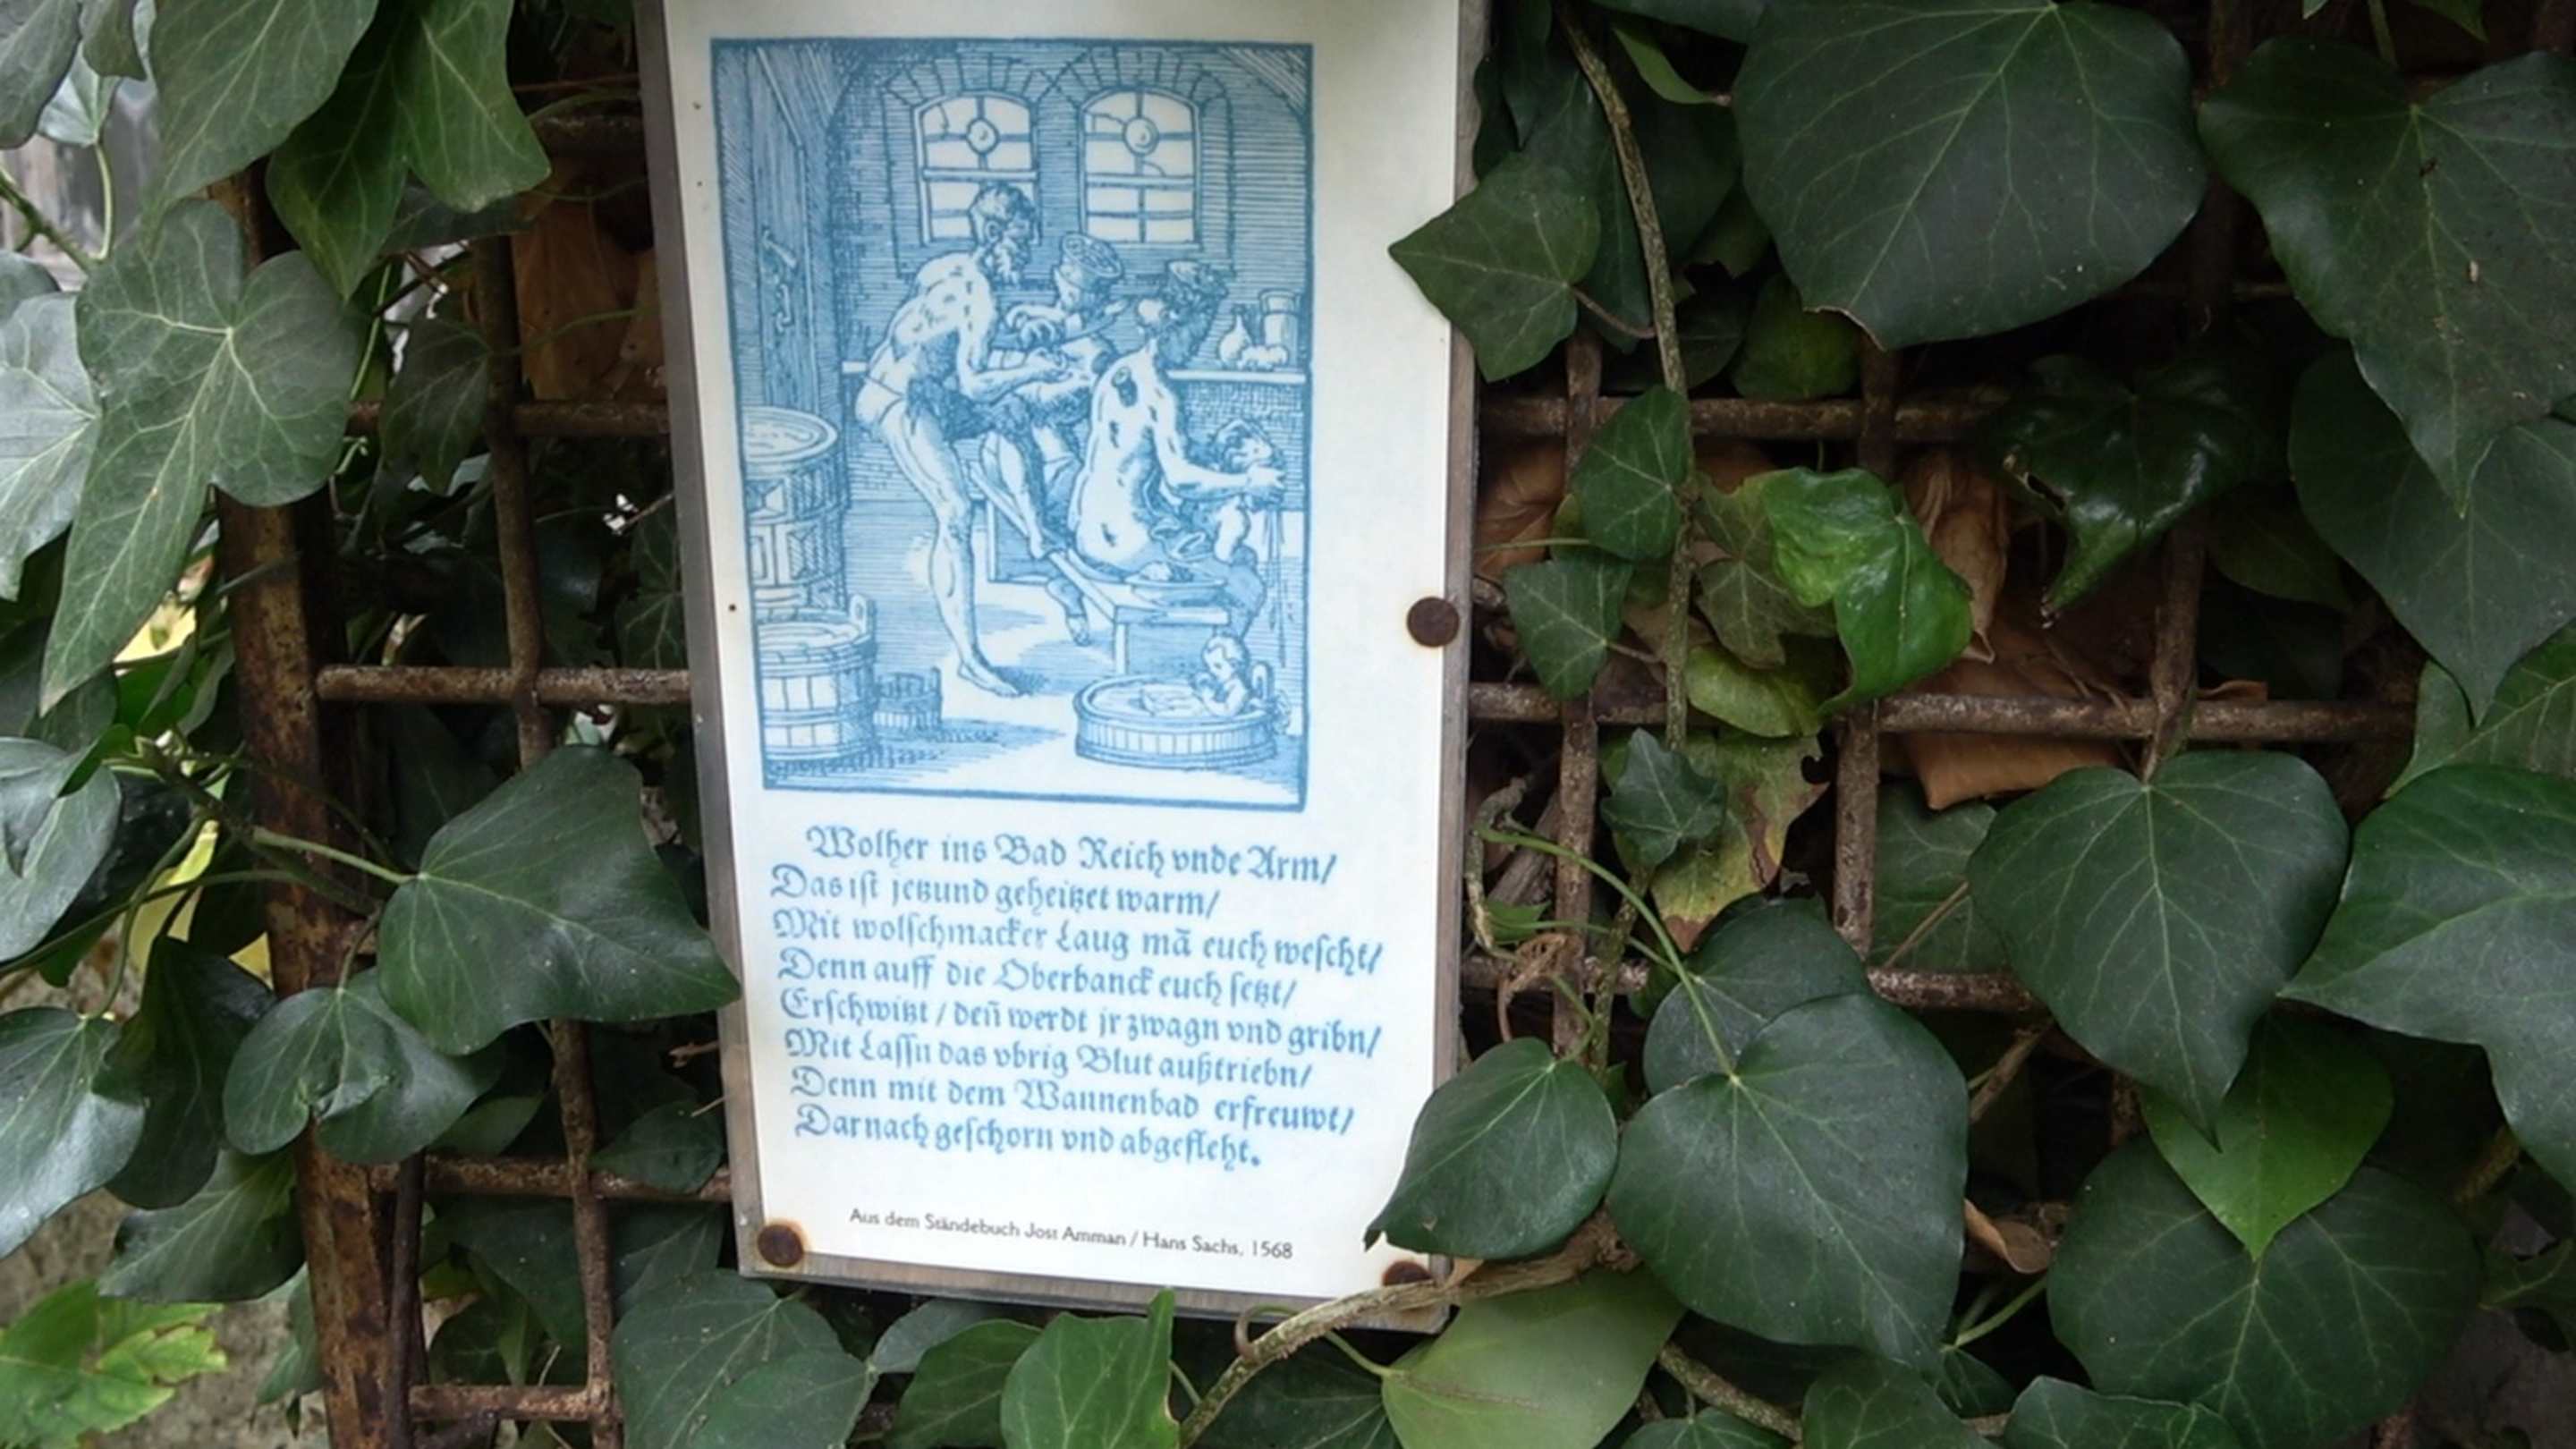 Wolher ins Bad Reich vnde Arm/
Das ist jetzund geheitzet warm/
Mit wolschmacker Laug mā euch wescht/
Denn auff die Oberbanck euch setzt/
Erschwitzt / deñ werdt jr zwagn vnd gribn/
Mit Lassn das vbrig Blut außtriebn/
Denn mit dem Wannenbad erfreuwt/
Darnach geschorn vnd abgefleht.
Aus dem Ständebuch Jost Amman / Hans Sachs, 1568